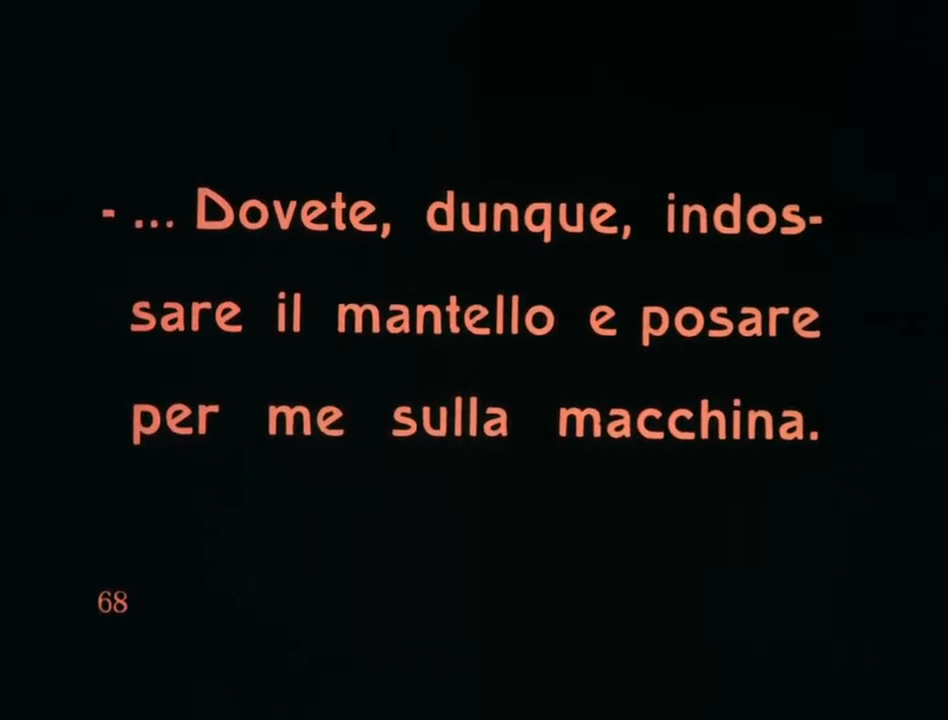 - ... Dovete, dunque, indos-
sare il mantello e posare
per me sulla macchina.
68